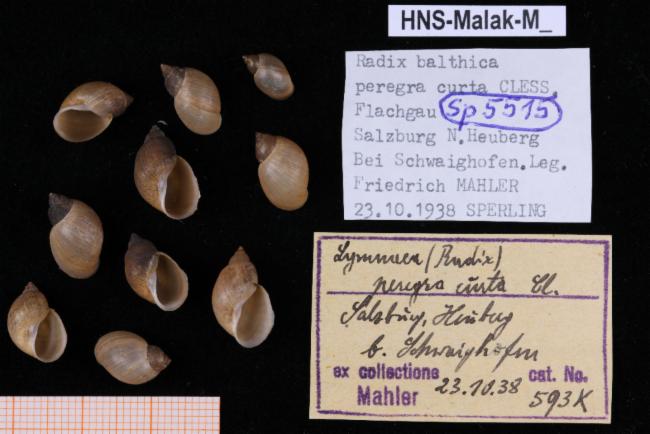 HNS-Malak-M_
Radix balthica
peregra curta CLESS.
Flachgau Sp 5515
Salzburg N.Heuberg
Bei Schwaighofen.Leg.
Friedrich MAHLER
23.10.1938 SPERLING
Lymnaea (Radix)
peregra curta Cl.
Salzburg, Heuberg
b. Schwaighofen
ex collectione cat. No.
Mahler 23.10.38 593K